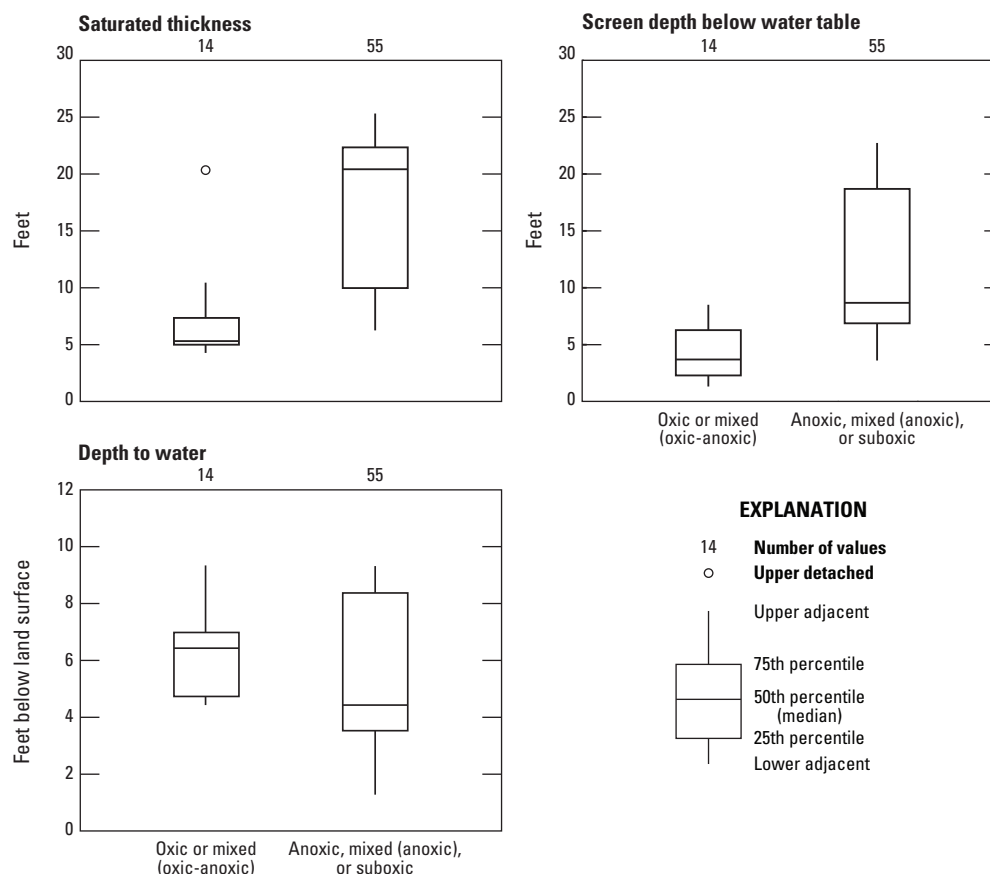 Saturated thickness
14 55
30
25
20
15
10
5
0
Feet
Screen depth below water table
14 55
30
25
20
15
10
5
0
Feet
Oxic or mixed
(oxic-anoxic)
Anoxic, mixed (anoxic),
or suboxic
Depth to water
14 55
12
10
8
6
4
2
0
Feet below land surface
Oxic or mixed
(oxic-anoxic)
Anoxic, mixed (anoxic),
or suboxic
EXPLANATION
14 Number of values
Upper detached
Upper adjacent
75th percentile
50th percentile
(median)
25th percentile
Lower adjacent